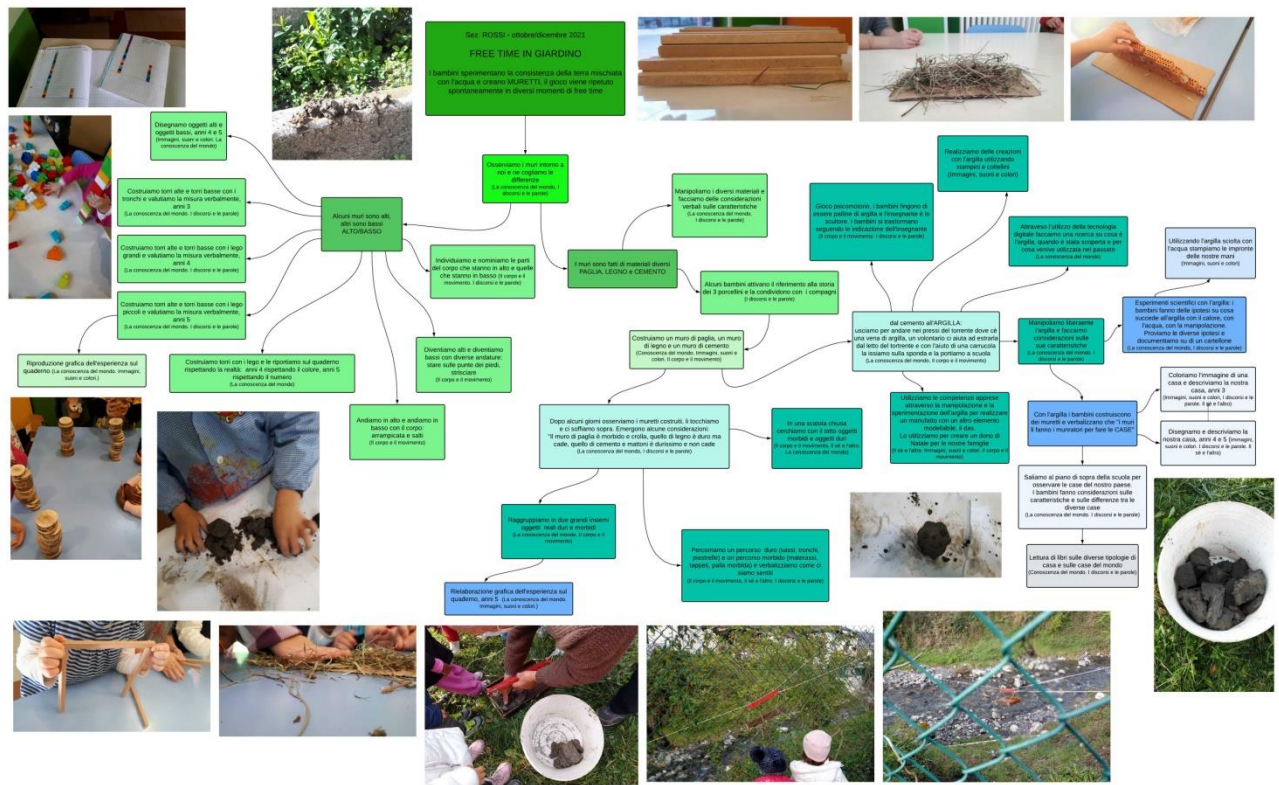 Sez. ROSSI - ottobre/dicembre 2021
FREE TIME IN GIARDINO
I bambini sperimentano la consistenza della terra mischiata
con l'acqua e creano MURETTI, il gioco viene ripetuto
spontaneamente in diversi momenti di free time
Osserviamo i muri intorno a
noi e ne cogliamo le
differenze
(La conoscenza del mondo, I
discorsi e le parole)
Alcuni muri sono alti,
altri sono bassi
ALTO/BASSO
Disegnamo oggetti alti e
oggetti bassi, anni 4 e 5
(Immagini, suoni e colori. La
conoscenza del mondo)
Costruiamo torri alte e torri basse con i
tronchi e valutiamo la misura verbalmente,
anni 3
(La conoscenza del mondo. I discorsi e le parole)
Costruiamo torri alte e torri basse con i lego
grandi e valutiamo la misura verbalmente,
anni 4
(La conoscenza del mondo. I discorsi e le parole)
Costruiamo torri alte e torri basse con i lego
piccoli e valutiamo la misura verbalmente.
anni 5
(La conoscenza del mondo. I discorsi e le parole)
Riproduzione grafica dell'esperienza sul
quaderno (La conoscenza del mondo. Immagini,
suoni e colori.)
Costruiamo torri con i lego e le riportiamo sul quaderno
rispettando la realtà: anni 4 rispettando il colore, anni 5
rispettando il numero
(La conoscenza del mondo)
Andiamo in alto e andiamo in
basso con il corpo:
arrampicata e salti
(Il corpo e il movimento)
Diventiamo alti e diventiamo
bassi con diverse andature:
stare sulle punte dei piedi,
strisciare
(Il corpo e il movimento)
Individuiamo e nominiamo le parti
del corpo che stanno in alto e quelle
che stanno in basso (Il corpo e il
movimento. I discorsi e le parole)
I muri sono fatti di materiali diversi
PAGLIA, LEGNO e CEMENTO
Manipoliamo i diversi materiali e
facciamo delle considerazioni
verbali sulle caratteristiche
(La conoscenza del mondo,
I discorsi e le parole)
Alcuni bambini attivano il riferimento alla storia
dei 3 porcellini e la condividono con i compagni
(I discorsi e le parole)
Costruiamo un muro di paglia, un muro
di legno e un muro di cemento
(Conoscenza del mondo. Immagini, suoni e
colori. Il corpo e il movimento)
Dopo alcuni giorni osserviamo i muretti costruiti, li tocchiamo
e ci soffiamo sopra. Emergono alcune considerazioni:
"Il muro di paglia è morbido e crolla, quello di legno è duro ma
cade, quello di cemento e mattoni è durissimo e non cade
(La conoscenza del mondo, I discorsi e le parole)
In una scatola chiusa
cerchiamo con il tatto oggetti
morbidi e oggetti duri
(Il corpo e il movimento, Il sé e l'altro,
La conoscenza del mondo)
Raggruppiamo in due grandi insiemi
oggetti reali duri e morbidi
(La conoscenza del mondo, Il corpo e il
movimento)
Rielaborazione grafica dell'esperienza sul
quaderno, anni 5 (La conoscenza del mondo.
Immagini, suoni e colori.)
Percorriamo un percorso duro (sassi, tronchi,
piastrelle) e un percorso morbido (materassi,
tappeti, palla morbida) e verbalizziamo come ci
siamo sentiti
(Il corpo e il movimento, Il sé e l'altro, I discorsi e le parole)
dal cemento all'ARGILLA:
usciamo per andare nei pressi del torrente dove cè
una vena di argilla, un volontario ci aiuta ad estrarla
dal letto del torrente e con l'aiuto di una carrucola
la issiamo sulla sponda e la portiamo a scuola
(La conoscenza del mondo, Il corpo e il movimento)
Gioco psicomotorio, i bambini fingono di
essere palline di argilla e l'insegnante è lo
scultore, i bambini si trasformano
seguendo le indicazione dell'insegnante
(Il corpo e il movimento. I discorsi e le parole)
Realizziamo delle creazioni
con l'argilla utilizzando
stampini e coltellini
(Immagini, suoni e colori)
Attraveso l'utilizzo della tecnologia
digitale facciamo una ricerca su cosa è
l'argilla, quando è stata scoperta e per
cosa veniva utilizzata nel passato
(La conoscenza del mondo, I discorsi e le parole)
Manipoliamo liberaente
l'argilla e facciamo
considerazioni sulle
sue caratteristiche
(La conoscenza del mondo. I
discorsi e le parole)
Utilizzando l'argilla sciolta con
l'acqua stampiamo le impronte
delle nostre mani
(Immagini, suoni e colori)
Esperimenti scientifici con l'argilla: i
bambini fanno delle ipotesi su cosa
succede all'argilla con il calore, con
l'acqua, con la manipolazione.
Proviamo le diverse ipotesi e
documentiamo su di un cartellone
(La conoscenza del mondo, I discorsi e le parole)
Utilizziamo le competenze apprese
attraverso la manipolazione e la
sperimentazione dell'argilla per realizzare
un manufatto con un altro elemento
modellabile, il das.
Lo utilizziamo per creare un dono di
Natale per le nostre famiglie
(Il sé e l'altro, Immagini, suoni e colori. Il corpo e il
movimento)
Con l'argilla i bambini costruiscono
dei muretti e verbalizzano che "i muri
li fanno i muratori per fare le CASE"
Coloriamo l'immagine di una
casa e descriviamo la nostra
casa, anni 3
(Immagini, suoni e colori, I discorsi e le
parole. Il sé e l'altro)
Disegnamo e descriviamo la
nostra casa, anni 4 e 5 (Immagini,
suoni e colori. I discorsi e le parole. Il
sé e l'altro)
Saliamo al piano di sopra della scuola per
osservare le case del nostro paese.
I bambini fanno considerazioni sulle
caratteristiche e sulle differenze tra le
diverse case
(La conoscenza del mondo. I discorsi e le parole)
Lettura di libri sulle diverse tipologie di
casa e sulle case del mondo
(Conoscenza del mondo. I discorsi e le parole)